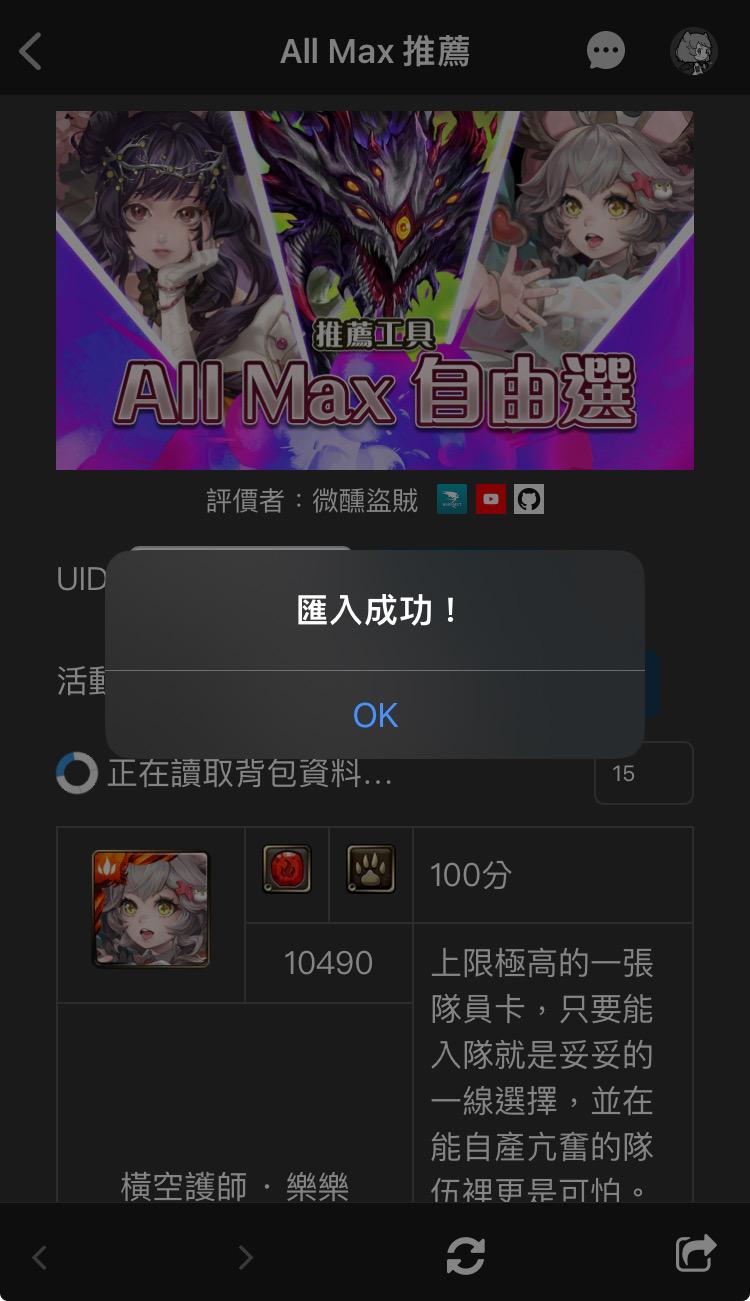 All Max 推薦
推薦工具
All Max 自由選
評價者：微醺盜賊
UID
匯入成功！
活動
OK
正在讀取背包資料...
15
100分
10490
上限極高的一張
隊員卡，只要能
入隊就是妥妥的
一線選擇，並在
能自產亢奮的隊
伍裡更是可怕。
橫空護師 · 樂樂